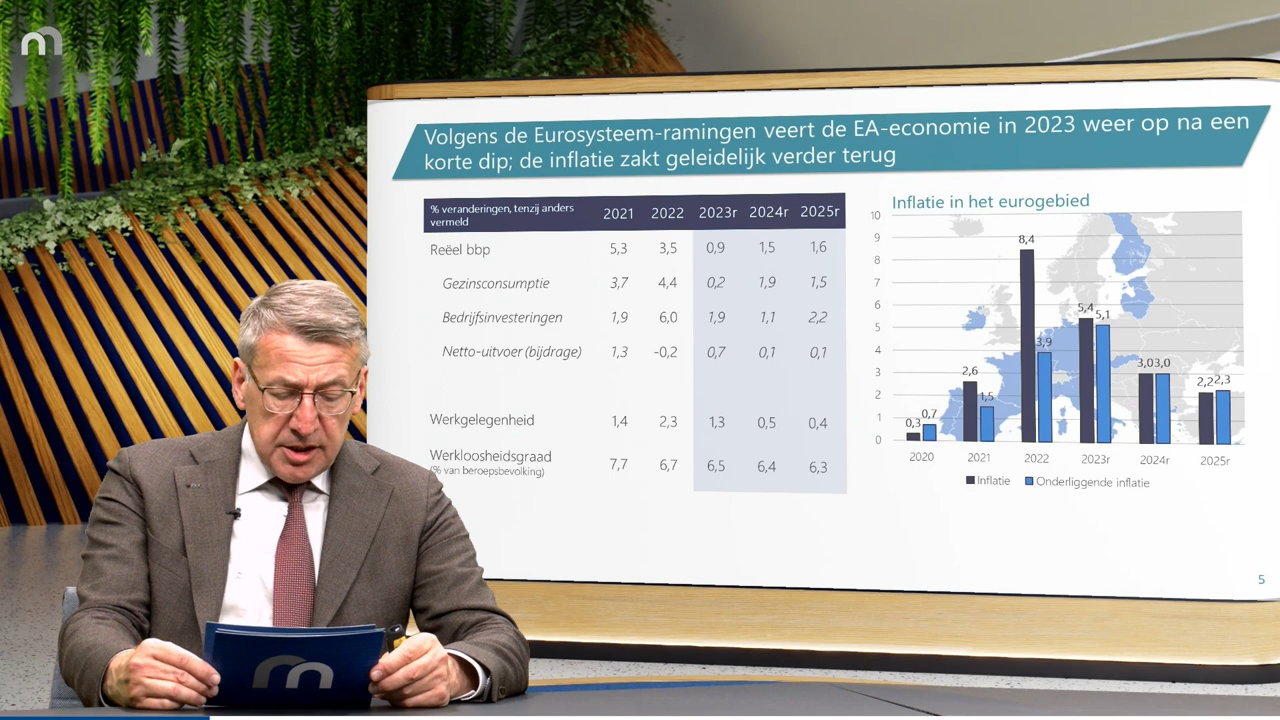 Volgens de Eurosysteem-ramingen veert de EA-economie in 2023 weer op na een
korte dip; de inflatie zakt geleidelijk verder terug
% veranderingen, tenzij anders
vermeld
2021 2022 2023r 2024r 2025r
Reëel bbp 5,3 3,5 0,9 1,5 1,6
Gezinsconsumptie 3,7 4,4 0,2 1,9 1,5
Bedrijfsinvesteringen 1,9 6,0 1,9 1,1 2,2
Netto-uitvoer (bijdrage) 1,3 -0,2 0,7 0,1 0,1
Werkgelegenheid 1,4 2,3 1,3 0,5 0,4
Werkloosheidsgraad 7,7 6,7 6,5 6,4 6,3
(% van beroepsbevolking)
Inflatie in het eurogebied
10
9
8
7
6
5
4
3
2
1
0
0,3 0,7
2,6 1,5
8,4 3,9
5,4 5,1
3,0 3,0
2,2 2,3
2020 2021 2022 2023r 2024r 2025r
Inflatie Onderliggende inflatie
5